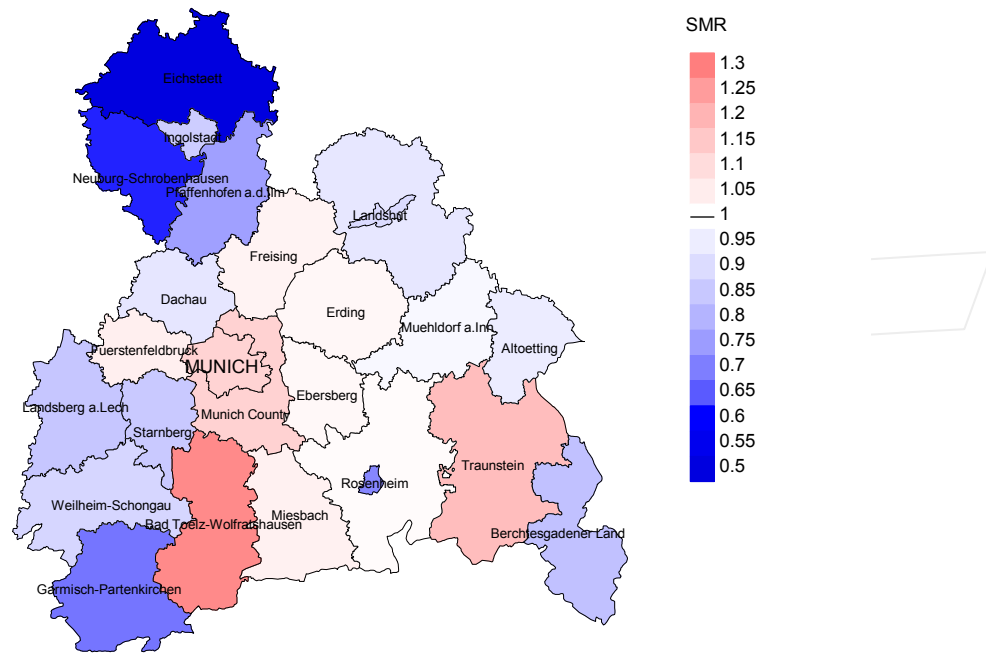 SMR
1.3
1.25
1.2
1.15
1.1
1.05
1
0.95
0.9
0.85
0.8
0.75
0.7
0.65
0.6
0.55
0.5
Eichstaett
Ingolstadt
Neuburg-Schrobenhausen
Pfaffenhofen a.d.Ilm
Landshut
Freising
Dachau
Erding
Muehldorf a.Inn
Altoetting
Fuerstenfeldbruck
MUNICH
Ebersberg
Landsberg a.Lech
Munich County
Starnberg
Traunstein
Rosenheim
Weilheim-Schongau
Miesbach
Bad Toelz-Wolfratshausen
Berchtesgadener Land
Garmisch-Partenkirchen